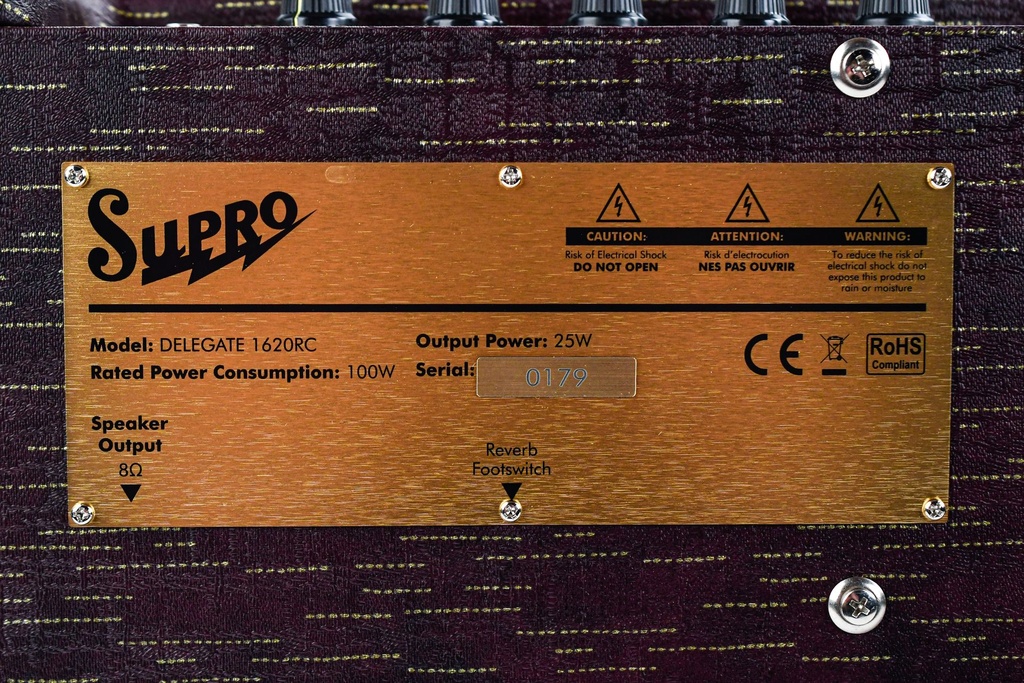 SUPRO
CAUTION: ATTENTION: WARNING:
Risk of Electrical Shock
DO NOT OPEN
Risk d'electrocution
NES PAS OUVRIR
To reduce the risk of
electrical shock do not
expose this product to
rain or moisture
Model: DELEGATE 1620RC
Rated Power Consumption: 100W
Output Power: 25W
Serial: 0179
CE
RoHS
Compliant
Speaker
Output
8Ω
Reverb
Footswitch